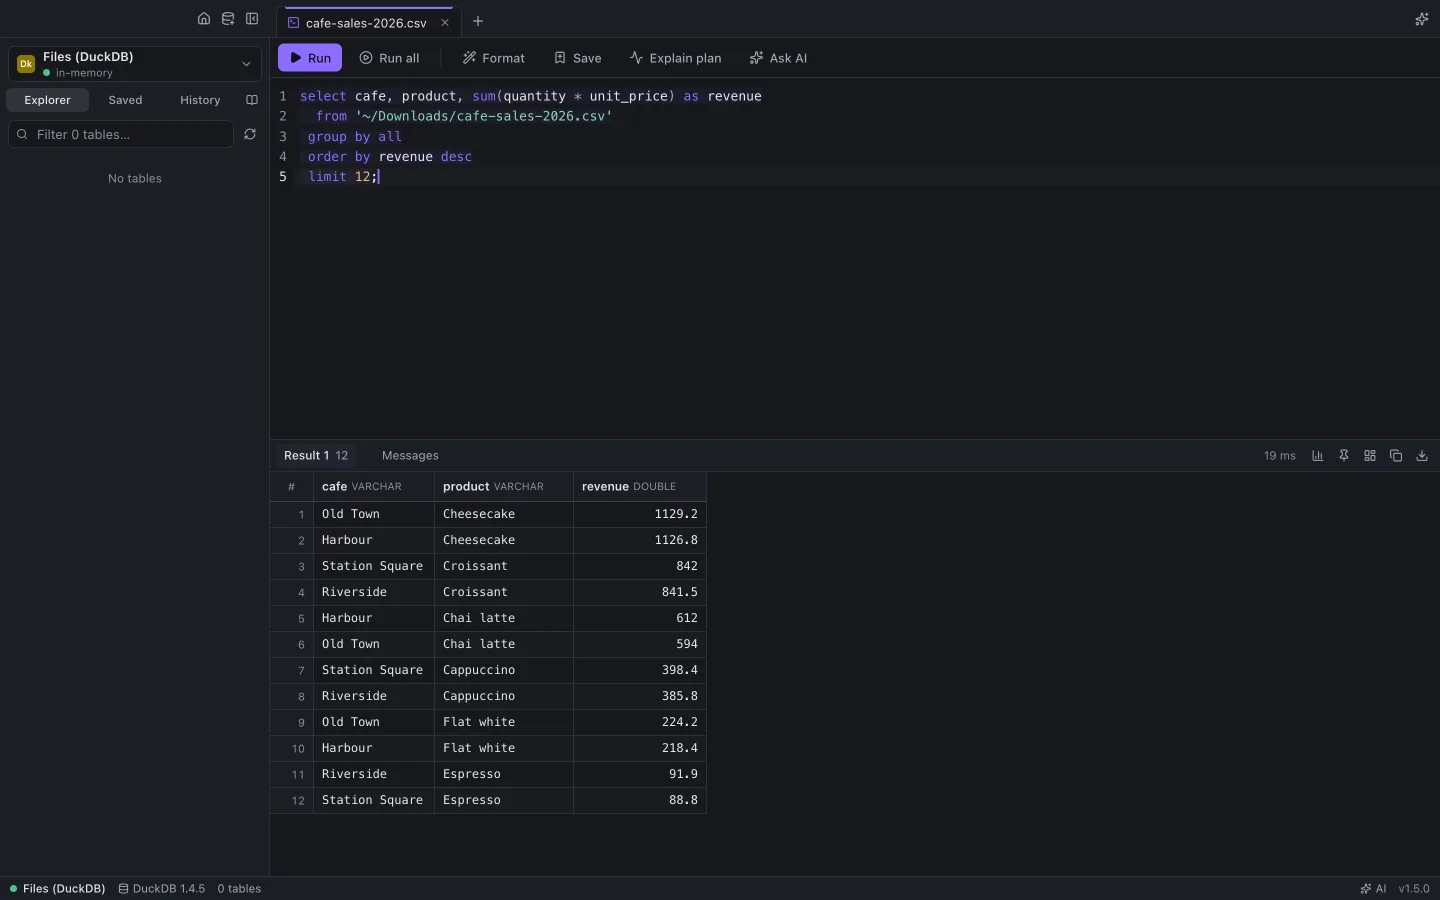 cafe-sales-2026.csv
Dk
Files (DuckDB)
in-memory
Run
Run all
Format
Save
Explain plan
Ask AI
Explorer
Saved
History
Filter 0 tables...
No tables
1 select cafe, product, sum(quantity * unit_price) as revenue
2 from '~/Downloads/cafe-sales-2026.csv'
3 group by all
4 order by revenue desc
5 limit 12;
Result 1 12
Messages
19 ms
# cafe VARCHAR product VARCHAR revenue DOUBLE
1 Old Town Cheesecake 1129.2
2 Harbour Cheesecake 1126.8
3 Station Square Croissant 842
4 Riverside Croissant 841.5
5 Harbour Chai latte 612
6 Old Town Chai latte 594
7 Station Square Cappuccino 398.4
8 Riverside Cappuccino 385.8
9 Old Town Flat white 224.2
10 Harbour Flat white 218.4
11 Riverside Espresso 91.9
12 Station Square Espresso 88.8
Files (DuckDB) DuckDB 1.4.5 0 tables
AI v1.5.0